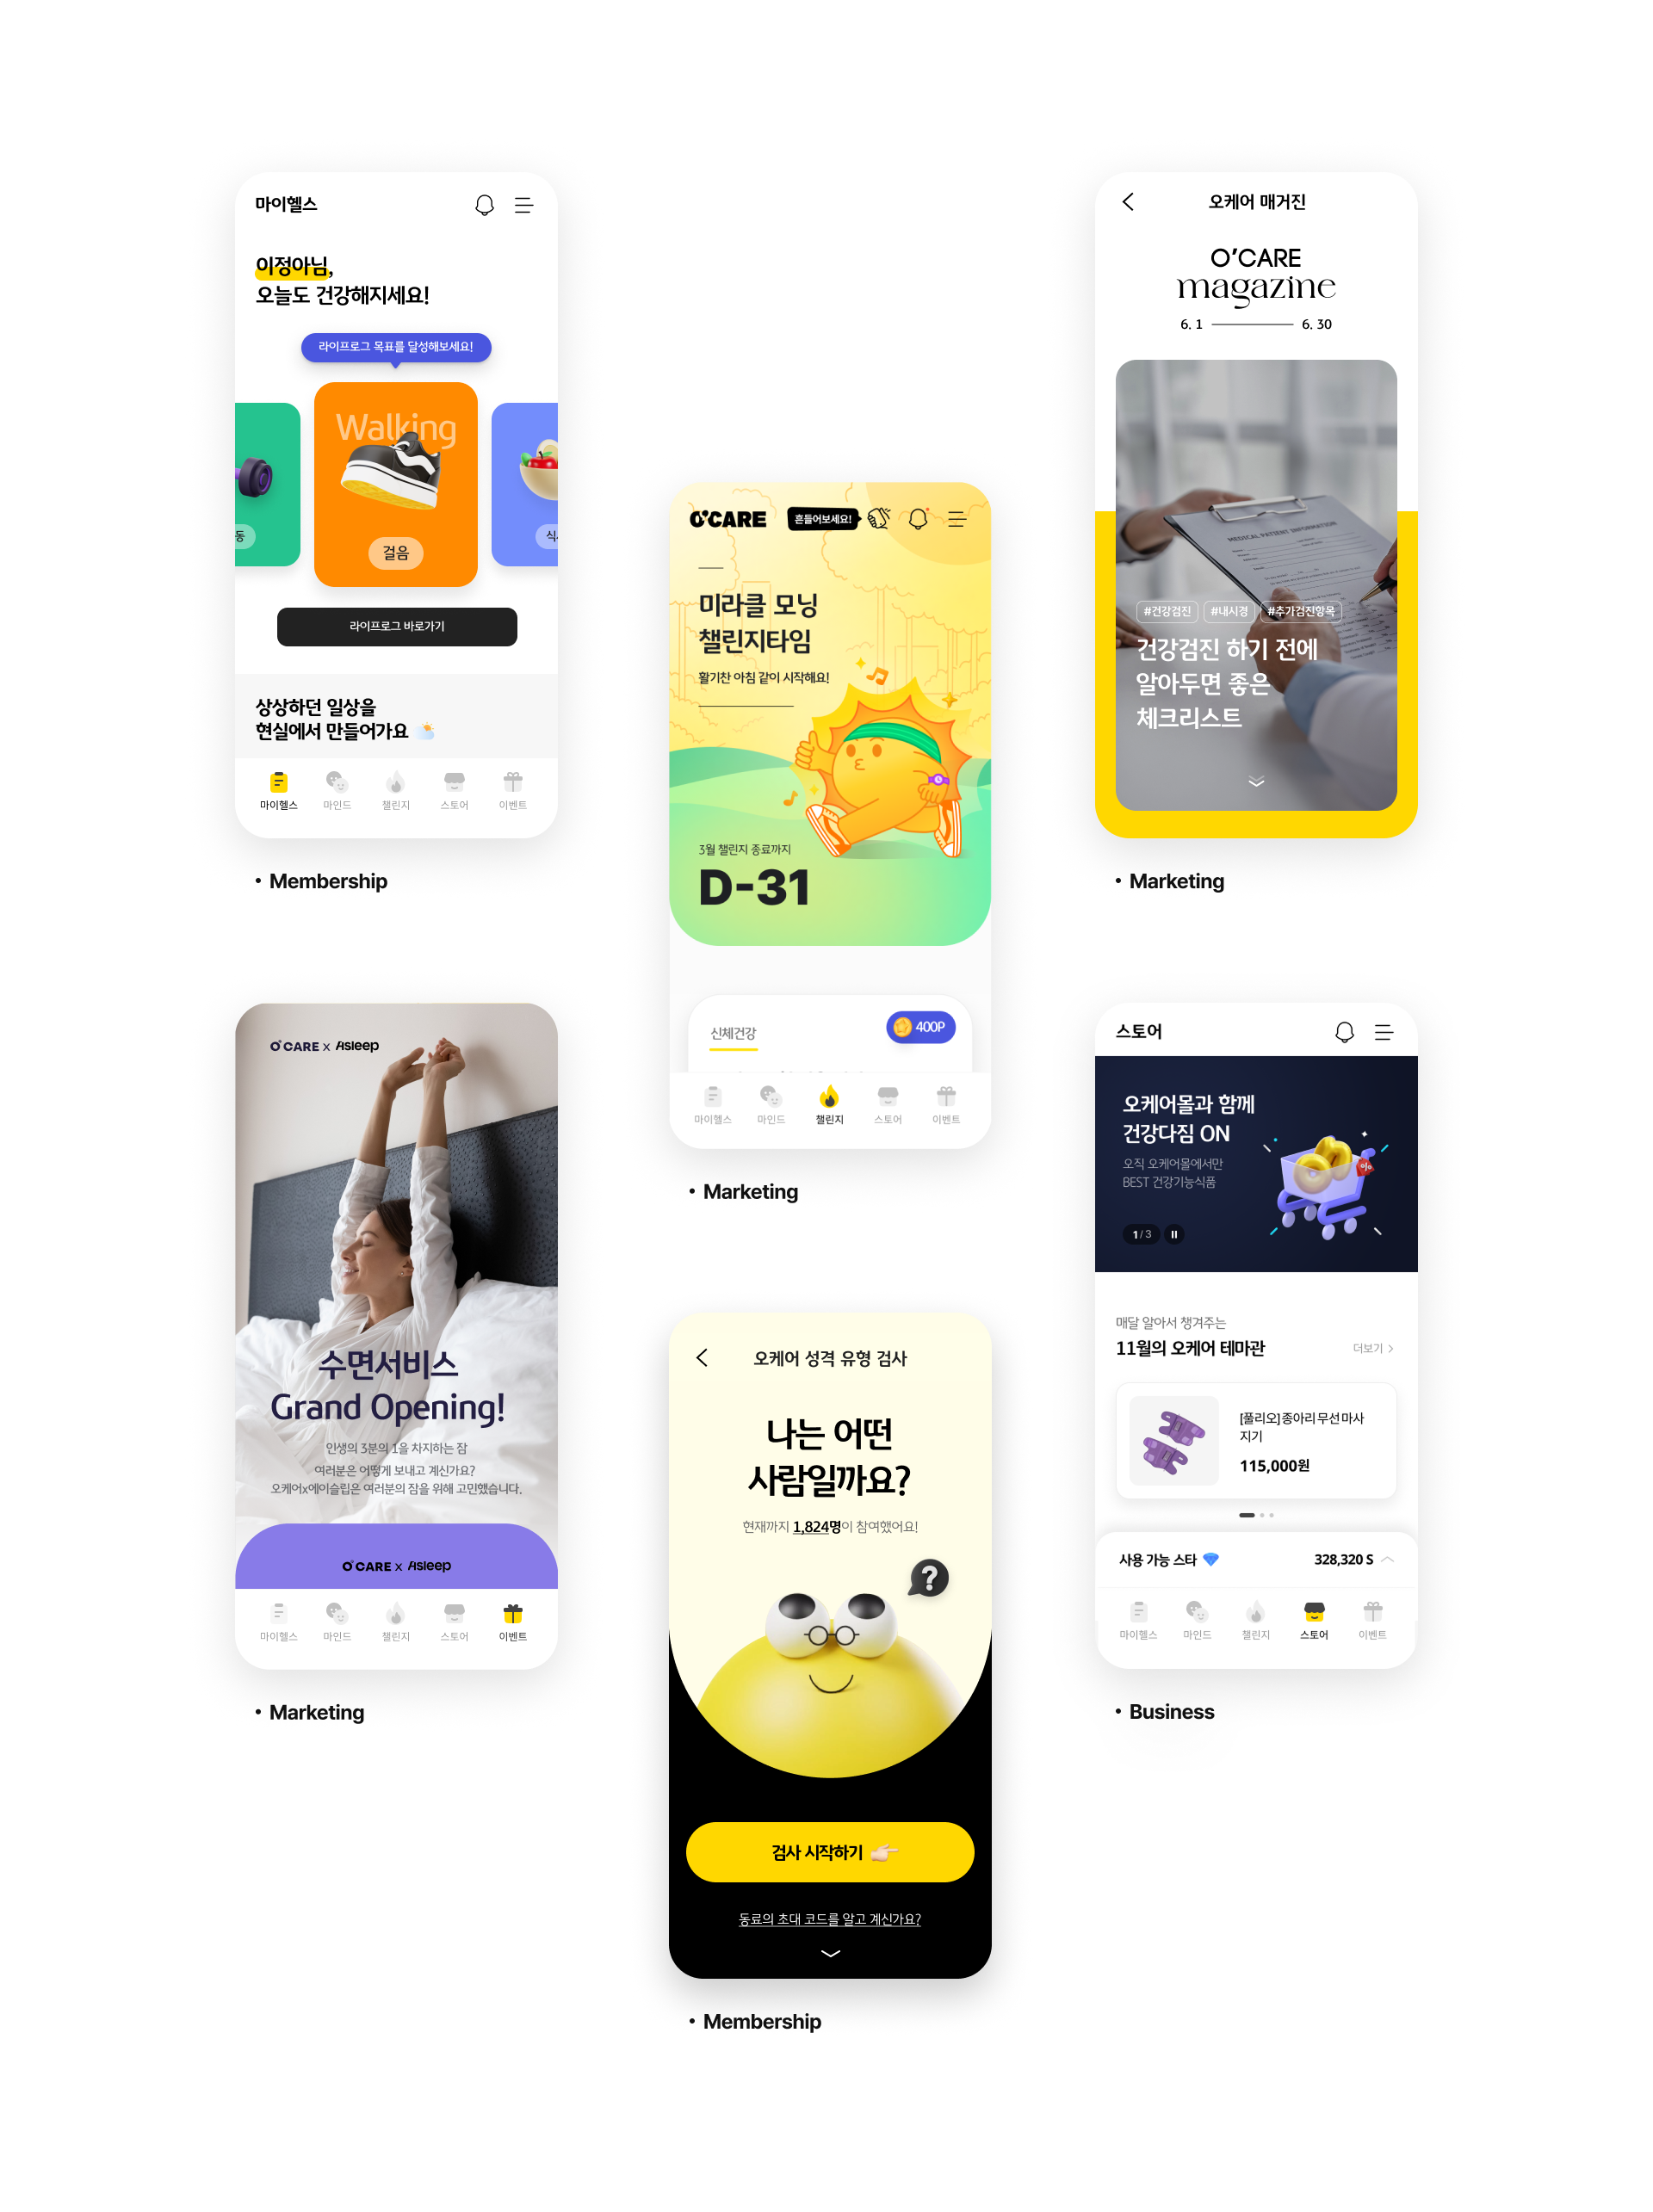 마이헬스
이정아님,
오늘도 건강해지세요!
라이프로그 목표를 달성해보세요!
Walking
동
걸음
식
라이프로그 바로가기
상상하던 일상을
현실에서 만들어가요
마이헬스 마인드 챌린지 스토어 이벤트
• Membership
O'CARE x Asleep
수면서비스
Grand Opening!
인생의 3분의 1을 차지하는 잠
여러분은 어떻게 보내고 계신가요?
오케어x에이슬립은 여러분의 잠을 위해 고민했습니다.
O'CARE x Asleep
마이헬스 마인드 챌린지 스토어 이벤트
• Marketing
O'CARE 흔들어보세요!
미라클 모닝
챌린지타임
활기찬 아침 같이 시작해요!
3월 챌린지 종료까지
D-31
신체건강
400P
마이헬스 마인드 챌린지 스토어 이벤트
• Marketing
오케어 성격 유형 검사
나는 어떤
사람일까요?
현재까지 1,824명이 참여했어요!
?
검사 시작하기
동료의 초대 코드를 알고 계신가요?
• Membership
오케어 매거진
O'CARE
magazine
6. 1 6. 30
MEDICAL PATIENT INFORMATION
#건강검진 #내시경 #추가검진항목
건강검진 하기 전에
알아두면 좋은
체크리스트
• Marketing
스토어
오케어몰과 함께
건강다짐 ON
오직 오케어몰에서만
BEST 건강기능식품
%
1 / 3
매달 알아서 챙겨주는
11월의 오케어 테마관
더보기
[풀리오]종아리 무선 마사
지기
115,000원
사용 가능 스타 328,320 S
마이헬스 마인드 챌린지 스토어 이벤트
• Business